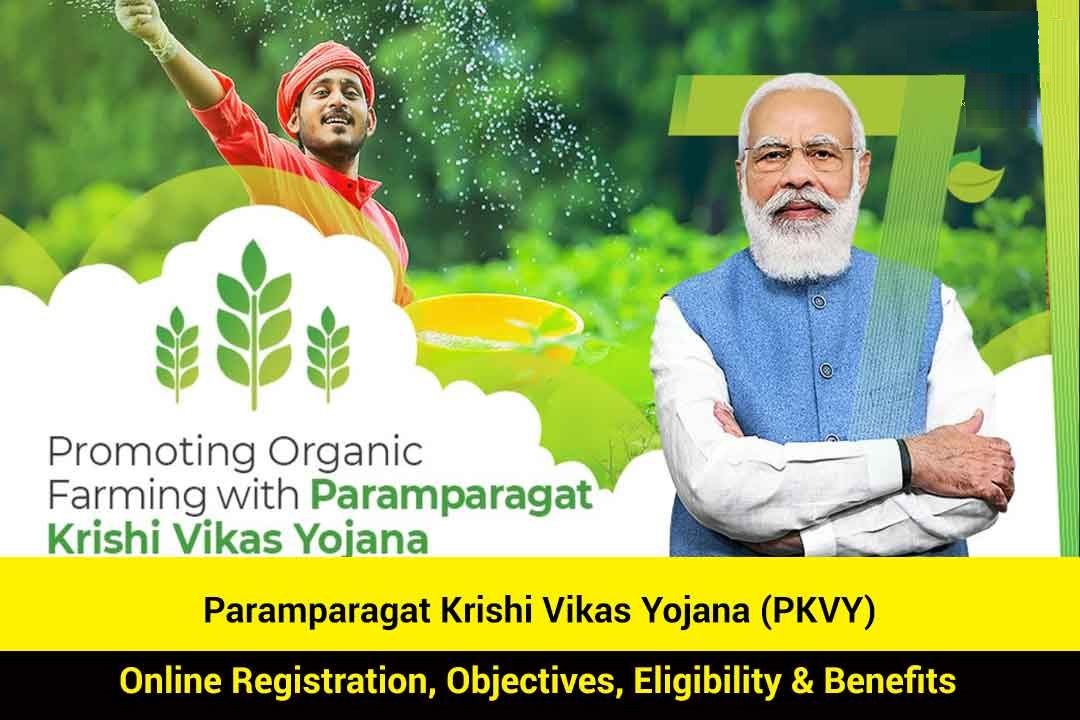 Promoting Organic
Farming with Paramparagat
Krishi Vikas Yojana
Paramparagat Krishi Vikas Yojana (PKVY)
Online Registration, Objectives, Eligibility & Benefits